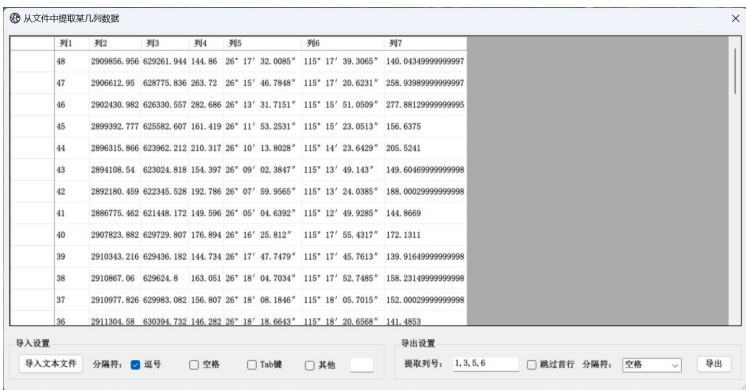 从文件中提取某几列数据
列1 列2 列3 列4 列5 列6 列7
48 2909856.956 629261.944 144.86 26° 17′ 32.0085″ 115° 17′ 39.3065″ 140.04349999999997
47 2906612.95 628775.836 263.72 26° 15′ 46.7848″ 115° 17′ 20.6231″ 258.93989999999997
46 2902430.982 626330.557 282.686 26° 13′ 31.7151″ 115° 15′ 51.0509″ 277.88129999999995
45 2899392.777 625582.607 161.419 26° 11′ 53.2531″ 115° 15′ 23.0513″ 156.6375
44 2896315.866 623962.212 210.317 26° 10′ 13.8028″ 115° 14′ 23.6429″ 205.5241
43 2894108.54 623024.818 154.397 26° 09′ 02.3847″ 115° 13′ 49.143″ 149.60469999999998
42 2892180.459 622345.528 192.786 26° 07′ 59.9565″ 115° 13′ 24.0385″ 188.00029999999998
41 2886775.462 621448.172 149.596 26° 05′ 04.6392″ 115° 12′ 49.9285″ 144.8669
40 2907823.882 629729.807 176.894 26° 16′ 25.812″ 115° 17′ 55.4317″ 172.1311
39 2910343.216 629436.182 144.734 26° 17′ 47.7479″ 115° 17′ 45.7613″ 139.91649999999998
38 2910867.06 629624.8 163.051 26° 18′ 04.7034″ 115° 17′ 52.7485″ 158.23149999999998
37 2910977.826 629983.082 156.807 26° 18′ 08.1846″ 115° 18′ 05.7015″ 152.00029999999998
36 2911304.58 630394.732 146.282 26° 18′ 18.6643″ 115° 18′ 20.6568″ 141.4853
导入设置 导出设置
导入文本文件 分隔符: 逗号 空格 Tab键 其他 提取列号: 1,3,5,6 跳过首行 分隔符: 空格 导出